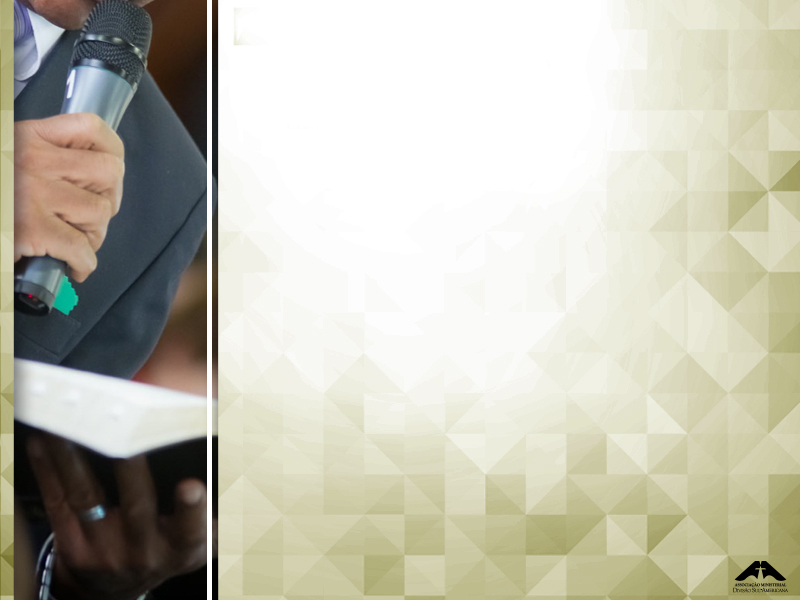 ASSOCIAÇÃO MINISTERIAL
DIVISÃO SUL-AMERICANA